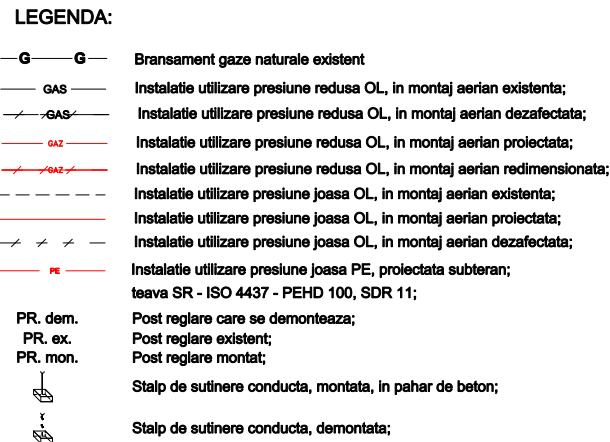 LEGENDA:
G G Bransament gaze naturale existent
GAS Instalatie utilizare presiune redusa OL, in montaj aerian existenta;
GAS Instalatie utilizare presiune redusa OL, in montaj aerian dezafectata;
GAZ Instalatie utilizare presiune redusa OL, in montaj aerian proiectata;
GAZ Instalatie utilizare presiune redusa OL, in montaj aerian redimensionata;
Instalatie utilizare presiune joasa OL, in montaj aerian existenta;
Instalatie utilizare presiune joasa OL, in montaj aerian proiectata;
Instalatie utilizare presiune joasa OL, in montaj aerian dezafectata;
PE Instalatie utilizare presiune joasa PE, proiectata subteran;
teava SR - ISO 4437 - PEHD 100, SDR 11;
PR. dem. Post reglare care se demonteaza;
PR. ex. Post reglare existent;
PR. mon. Post reglare montat;
Stalp de sutinere conducta, montata, in pahar de beton;
Stalp de sutinere conducta, demontata;